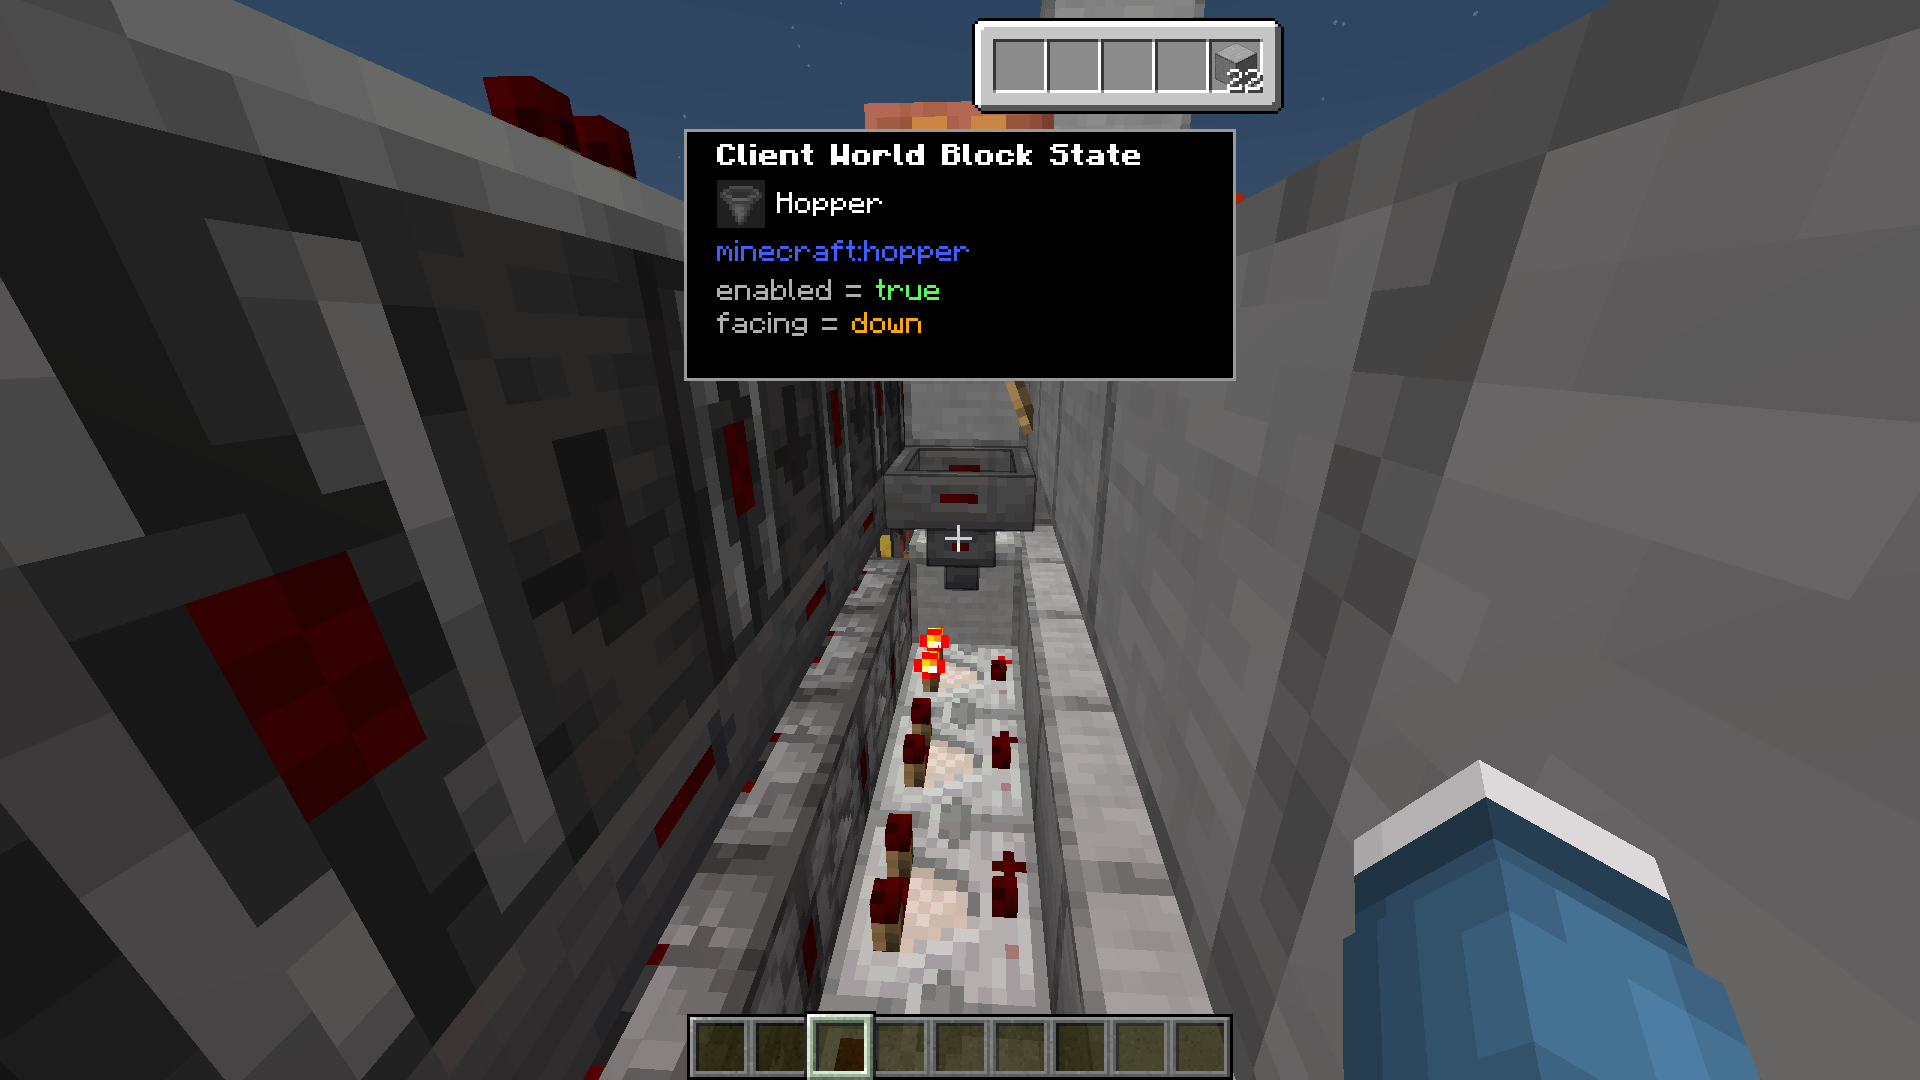 22
Client World Block State
Hopper
minecraft:hopper
enabled = true
facing = down